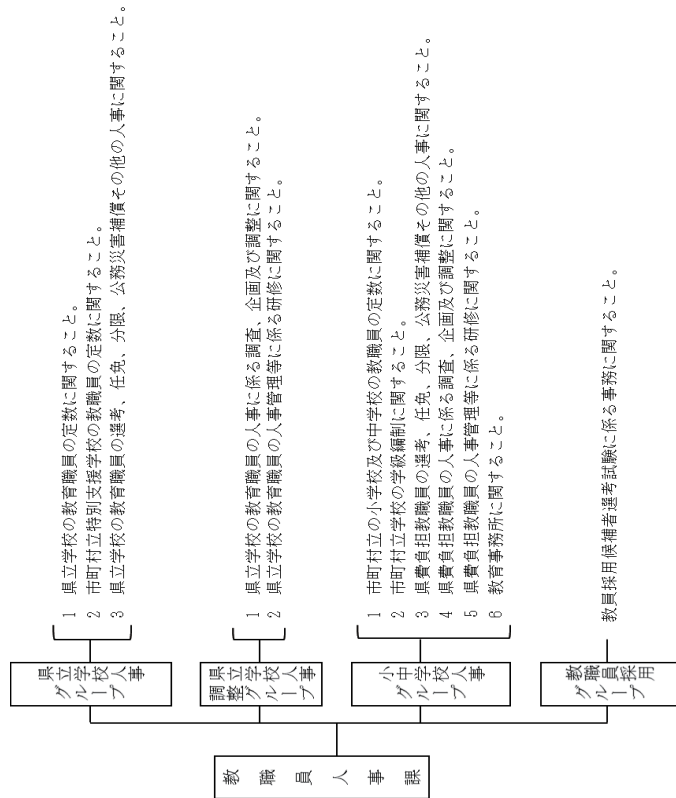 教職員人事課
県立学校人事
グループ
1 県立学校の教育職員の定数に関すること。
2 市町村立特別支援学校の教職員の定数に関すること。
3 県立学校の教育職員の選考、任免、分限、公務災害補償その他の人事に関すること。
県立学校人事
調整グループ
1 県立学校の教育職員の人事に係る調査、企画及び調整に関すること。
2 県立学校の教育職員の人事管理等に係る研修に関すること。
小中学校人事
グループ
1 市町村立の小学校及び中学校の教職員の定数に関すること。
2 市町村立学校の学級編制に関すること。
3 県費負担教職員の選考、任免、分限、公務災害補償その他の人事に関すること。
4 県費負担教職員の人事に係る調査、企画及び調整に関すること。
5 県費負担教職員の人事管理等に係る研修に関すること。
6 教育事務所に関すること。
教職員採用
グループ
教員採用候補者選考試験に係る事務に関すること。